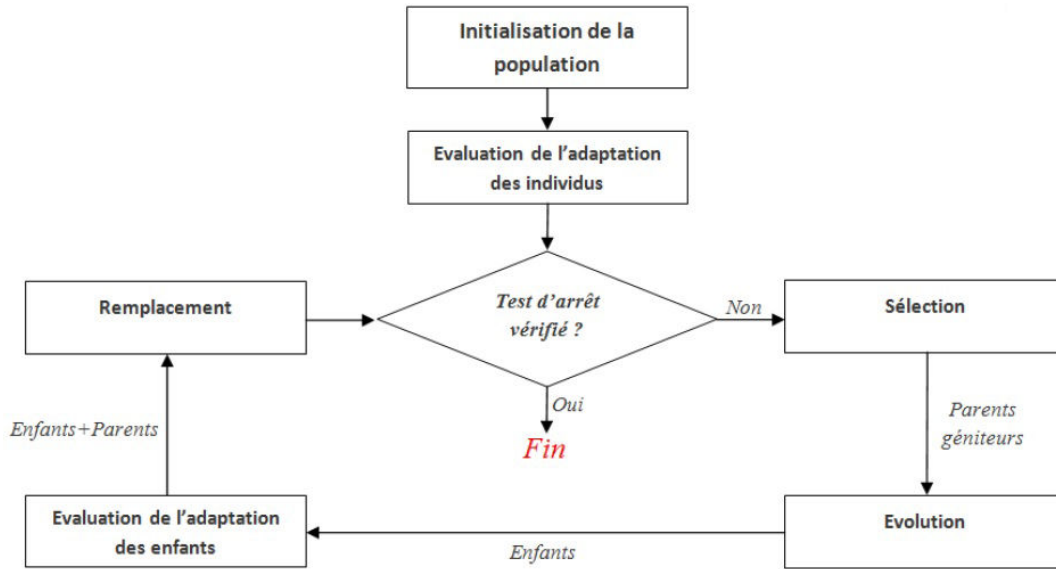 Initialisation de la
population
Evaluation de l'adaptation
des individus
Remplacement
Test d'arrêt
vérifié ?
Non
Sélection
Oui
Fin
Enfants+Parents
Parents
géniteurs
Evaluation de l'adaptation
des enfants
Enfants
Evolution